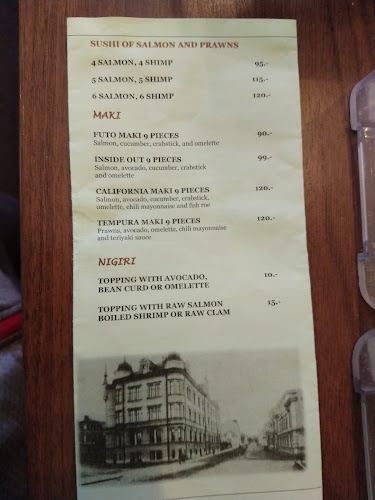 SUSHI OF SALMON AND PRAWNS
4 SALMON, 4 SHIMP 95.-
5 SALMON, 5 SHIMP 115.-
6 SALMON, 6 SHIMP 120.-
MAKI
FUTO MAKI 9 PIECES 90.-
Salmon, cucumber, crabstick, and omelette
INSIDE OUT 9 PIECES 99.-
Salmon, avocado, cucumber, crabstick
and omelette
CALIFORNIA MAKI 9 PIECES 120.-
Salmon, avocado, cucumber, crabstick,
omelette, chili mayonnaise and fish roe
TEMPURA MAKI 9 PIECES 120.-
Prawns, avocado, omelette, chili mayonnaise
and teriyaki sauce
NIGIRI
TOPPING WITH AVOCADO, 10.-
BEAN CURD OR OMELETTE
TOPPING WITH RAW SALMON 15.-
BOILED SHRIMP OR RAW CLAM